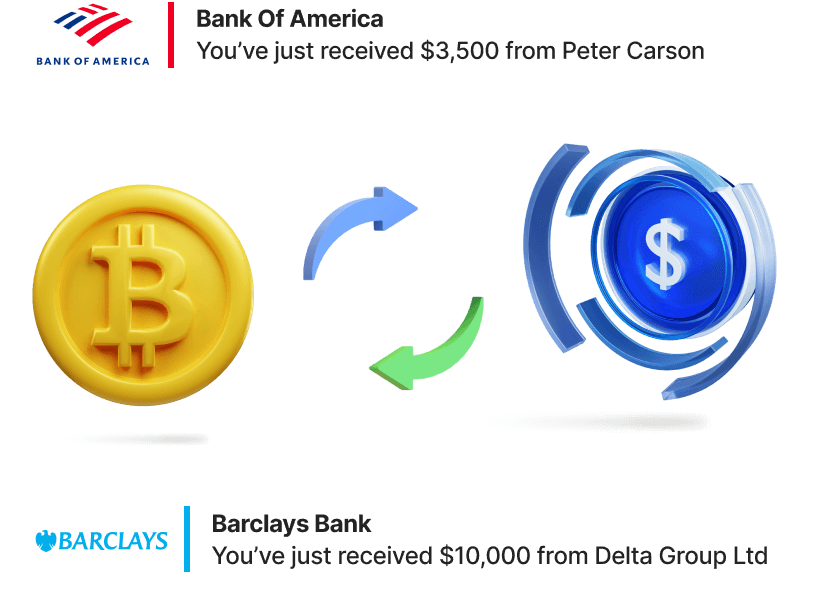 Bank Of America
You’ve just received $3,500 from Peter Carson
BANK OF AMERICA
BARCLAYS
Barclays Bank
You’ve just received $10,000 from Delta Group Ltd